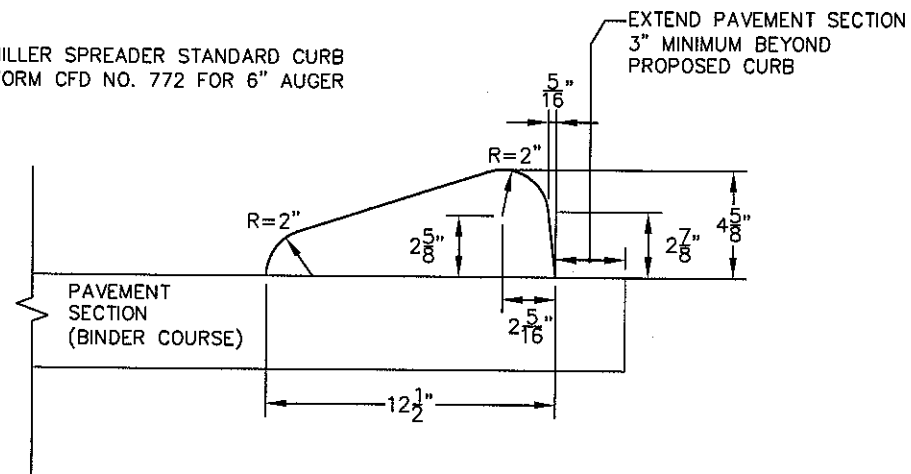 EXTEND PAVEMENT SECTION
3" MINIMUM BEYOND
PROPOSED CURB
ILLER SPREADER STANDARD CURB
ORM CFD NO. 772 FOR 6" AUGER
5/16"
R=2"
R=2"
2 5/8"
2 7/8"
4 5/8"
2 5/16"
PAVEMENT
SECTION
(BINDER COURSE)
12 1/2"